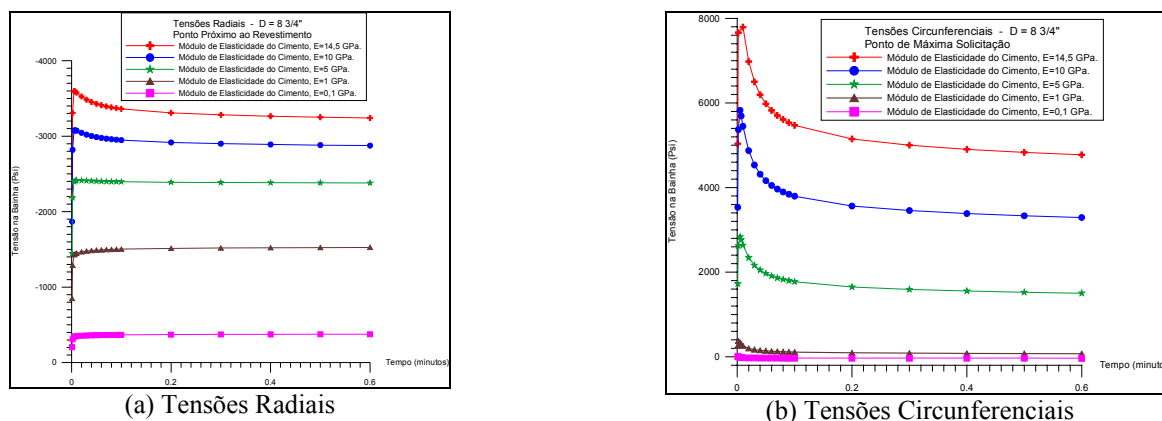 Tensões Radiais - D = 8 3/4"
Ponto Próximo ao Revestimento
Módulo de Elasticidade do Cimento, E=14,5 GPa.
Módulo de Elasticidade do Cimento, E=10 GPa.
Módulo de Elasticidade do Cimento, E=5 GPa.
Módulo de Elasticidade do Cimento, E=1 GPa.
Módulo de Elasticidade do Cimento, E=0,1 GPa.
-4000
-3000
-2000
-1000
0
Tensão na Bainha (Psi)
Tempo (minutos)
0
0.2
0.4
0.6
(a) Tensões Radiais
Tensões Circunferenciais - D = 8 3/4"
Ponto de Máxima Solicitação
Módulo de Elasticidade do Cimento, E=14,5 GPa.
Módulo de Elasticidade do Cimento, E=10 GPa.
Módulo de Elasticidade do Cimento, E=5 GPa.
Módulo de Elasticidade do Cimento, E=1 GPa.
Módulo de Elasticidade do Cimento, E=0,1 GPa.
8000
6000
4000
2000
0
Tensão na Bainha (Psi)
Tempo (minuto
0
0.2
0.4
0.6
(b) Tensões Circunferenciais